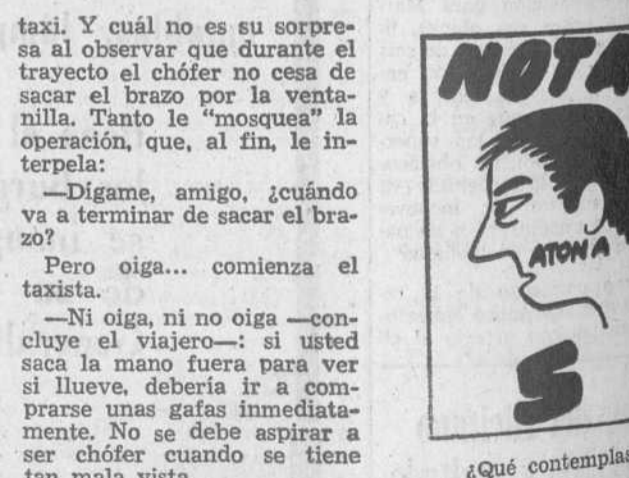 taxi. Y cuál no es su sorpre-
sa al observar que durante el
trayecto el chófer no cesa de
sacar el brazo por la venta-
nilla. Tanto le “mosquea” la
operación, que, al fin, le in-
terpela:
—Dígame, amigo, ¿cuándo
va a terminar de sacar el bra-
zo?
Pero oiga... comienza el
taxista.
—Ni oiga, ni no oiga —con-
cluye el viajero—: si usted
saca la mano fuera para ver
si llueve, debería ir a com-
prarse unas gafas inmediata-
mente. No se debe aspirar a
ser chófer cuando se tiene
tan mala vista
NOTA
ATONA
S
¿Qué contemplas